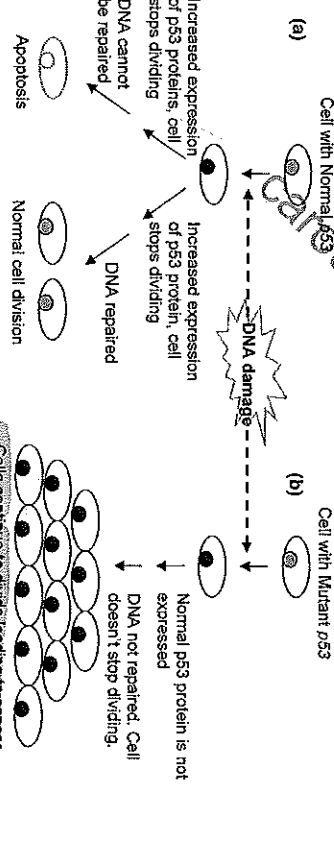 (a)
Cell with Normal p53
DNA damage
Increased expression
of p53 proteins, cell
stops dividing
Increased expression
of p53 protein, cell
stops dividing
DNA cannot
be repaired
DNA repaired
Apoptosis
Normal cell division
(b)
Cell with Mutant p53
Normal p53 protein is not
expressed
DNA not repaired. Cell
doesn't stop dividing.